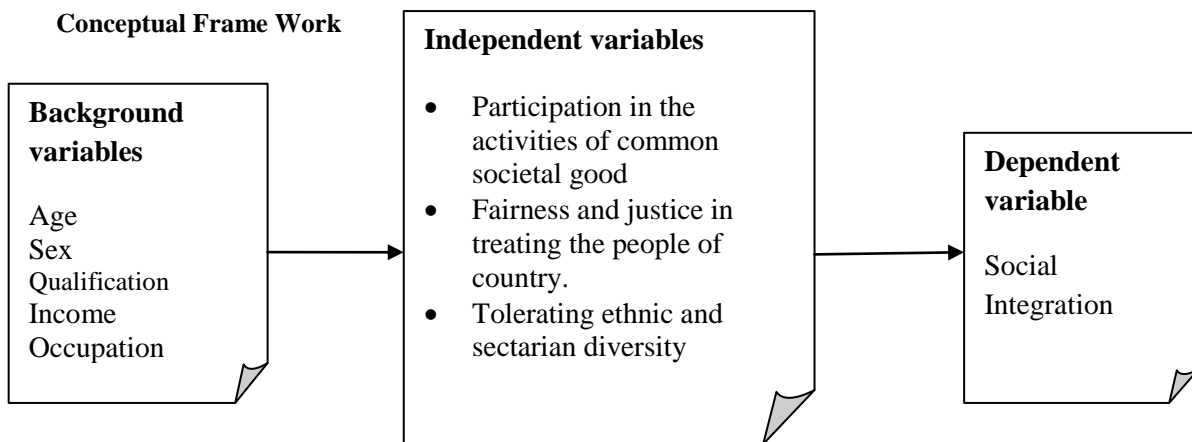 Conceptual Frame Work
Background
variables
Age
Sex
Qualification
Income
Occupation
Independent variables
• Participation in the
activities of common
societal good
• Fairness and justice in
treating the people of
country.
• Tolerating ethnic and
sectarian diversity
Dependent
variable
Social
Integration